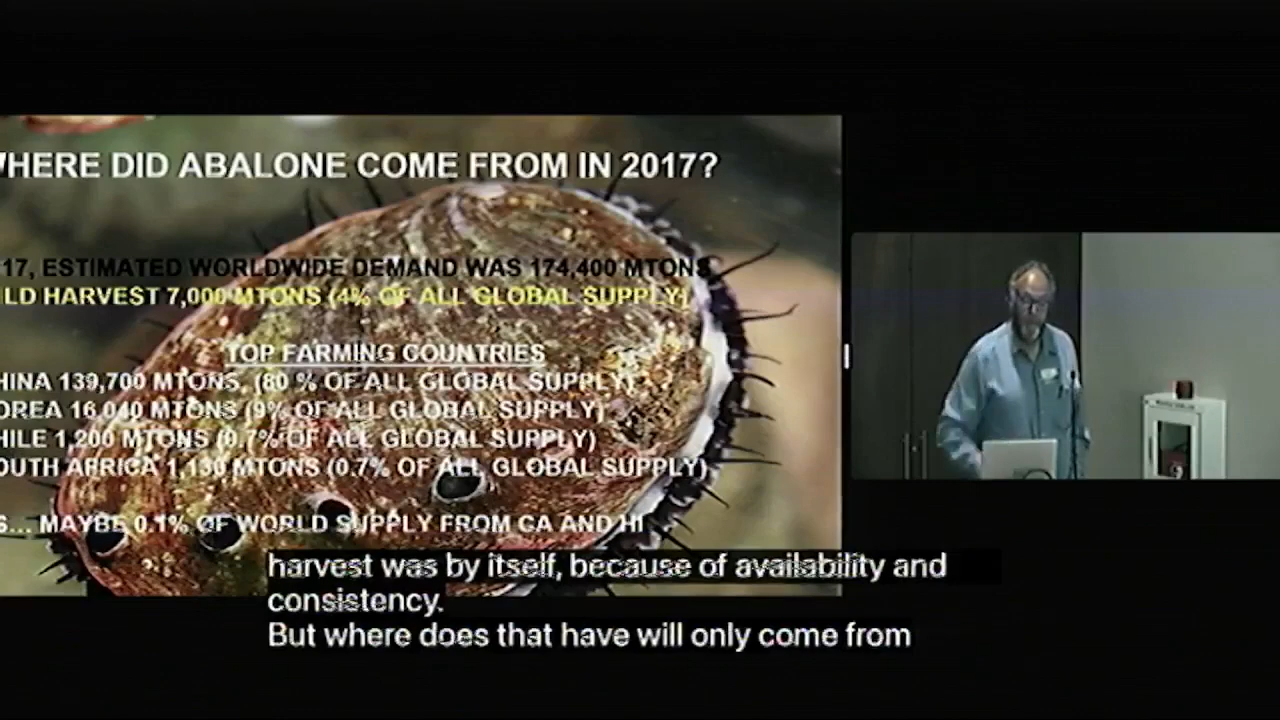 WHERE DID ABALONE COME FROM IN 2017?
17, ESTIMATED WORLDWIDE DEMAND WAS 174,400 MTONS
ILD HARVEST 7,000 MTONS (4% OF ALL GLOBAL SUPPLY)
TOP FARMING COUNTRIES
HINA 139,700 MTONS, (80 % OF ALL GLOBAL SUPPLY)
OREA 16,040 MTONS (9% OF ALL GLOBAL SUPPLY)
HILE 1,200 MTONS (0.7% OF ALL GLOBAL SUPPLY)
OUTH AFRICA 1,130 MTONS (0.7% OF ALL GLOBAL SUPPLY)
S... MAYBE 0.1% OF WORLD SUPPLY FROM CA AND HI
harvest was by itself, because of availability and
consistency.
But where does that have will only come from